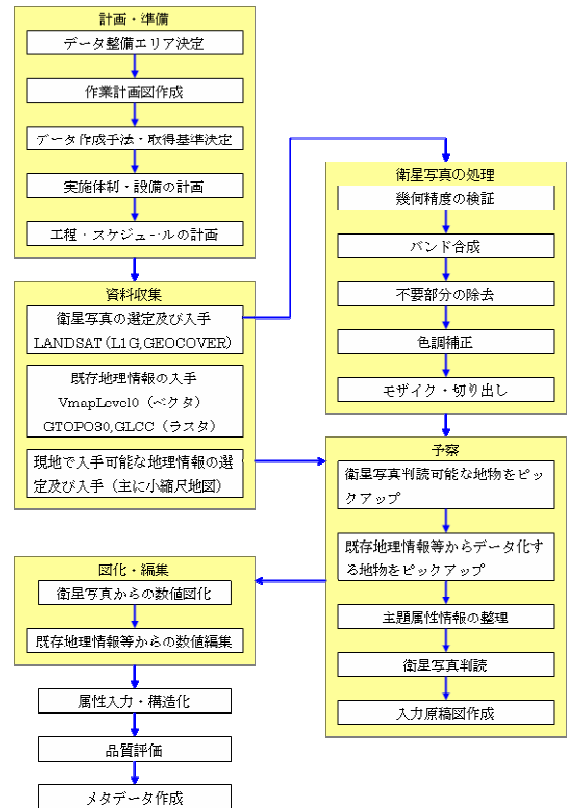 計画・準備
データ整備エリア決定
作業計画図作成
データ作成手法・取得基準決定
実施体制・設備の計画
工程・スケジュールの計画
資料収集
衛星写真の選定及び入手
LANDSAT (L1G,GEOCOVER)
既存地理情報の入手
VmapLevel0（ベクタ）
GTOPO30,GLCC（ラスタ）
現地で入手可能な地理情報の選
定及び入手（主に小縮尺地図）
衛星写真の処理
幾何精度の検証
バンド合成
不要部分の除去
色調補正
モザイク・切り出し
予察
衛星写真判読可能な地物をピッ
クアップ
既存地理情報等からデータ化す
る地物をピックアップ
主題属性情報の整理
衛星写真判読
入力原稿図作成
図化・編集
衛星写真からの数値図化
既存地理情報等からの数値編集
属性入力・構造化
品質評価
メタデータ作成